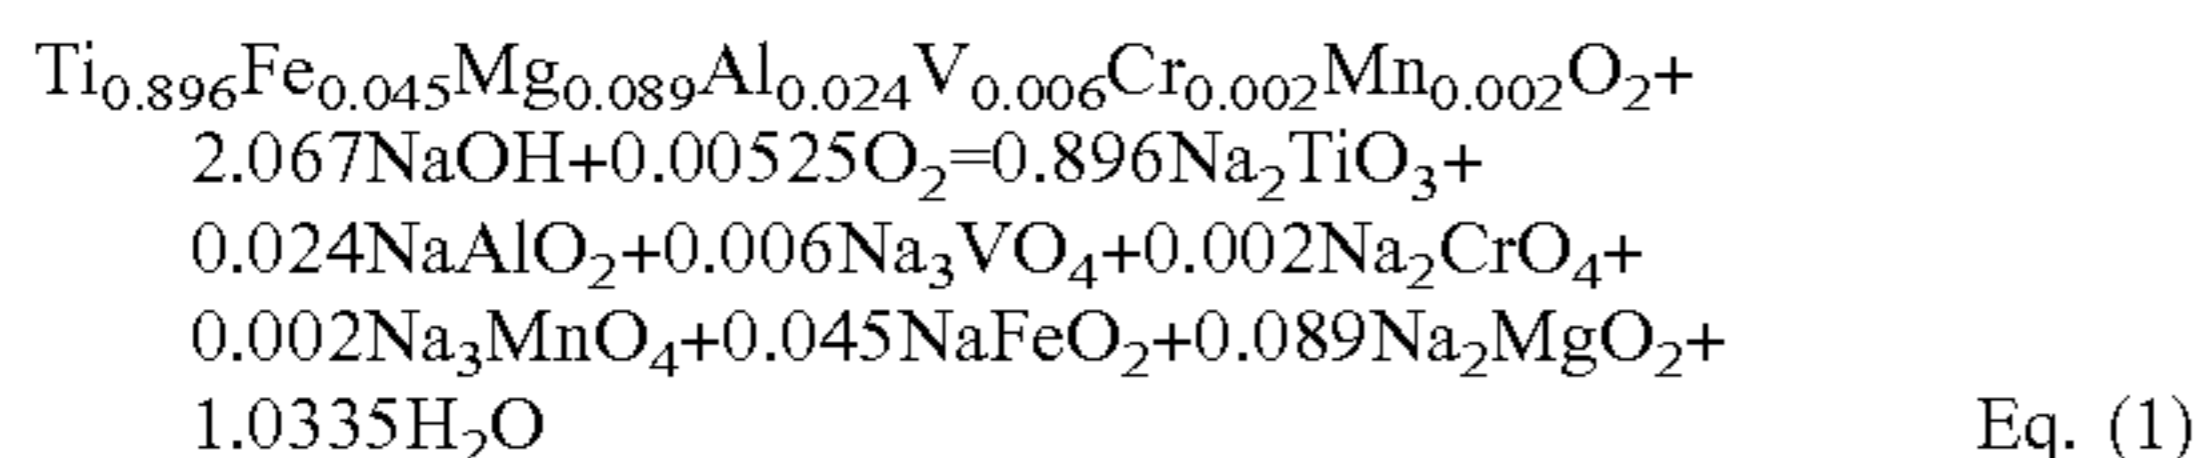 Ti₀.₈₉₆Fe₀.₀₄₅Mg₀.₀₈₉Al₀.₀₂₄V₀.₀₀₆Cr₀.₀₀₂Mn₀.₀₀₂O₂+
2.067NaOH+0.00525O₂=0.896Na₂TiO₃+
0.024NaAlO₂+0.006Na₃VO₄+0.002Na₂CrO₄+
0.002Na₃MnO₄+0.045NaFeO₂+0.089Na₂MgO₂+
1.0335H₂O Eq. (1)